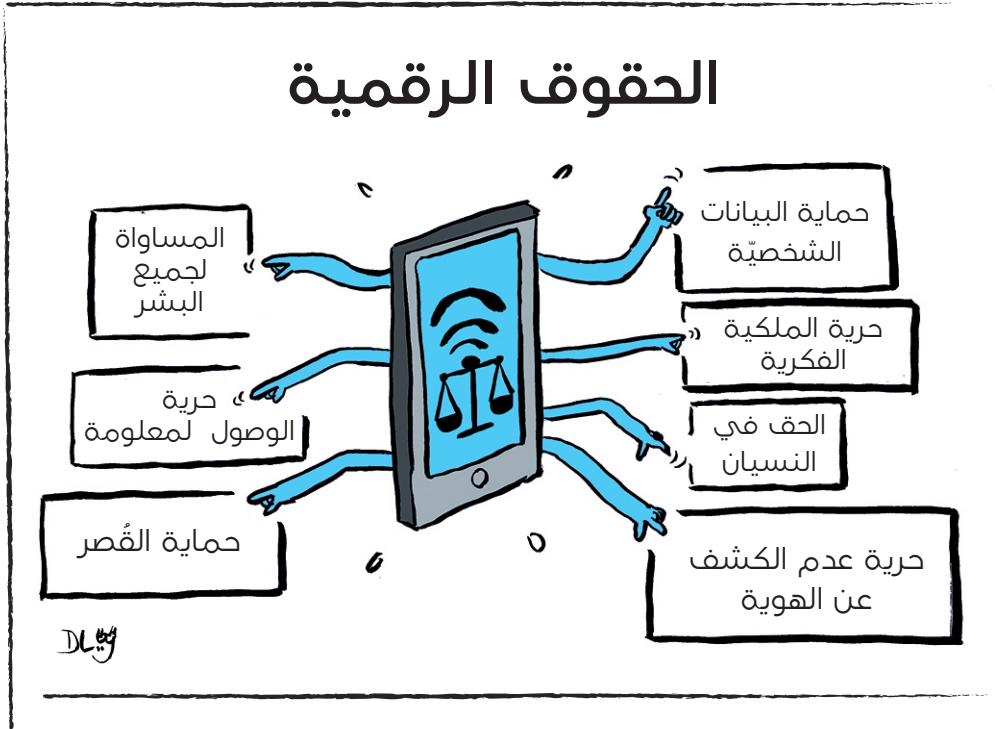 الحقوق الرقمية
حماية البيانات
الشخصيّة
حرية الملكية
الفكرية
الحق في
النسيان
حرية عدم الكشف
عن الهوية
المساواة
لجميع
البشر
حرية
الوصول لمعلومة
حماية القُصر